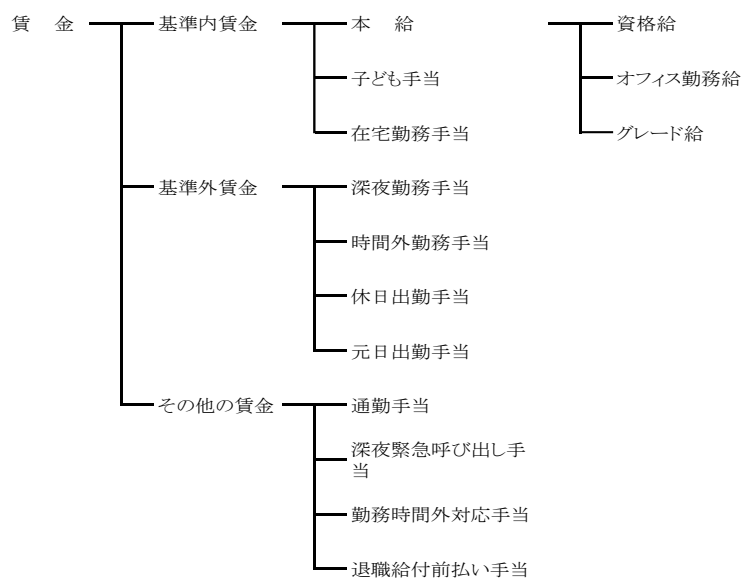 賃　金
基準内賃金
本　給
資格給
子ども手当
オフィス勤務給
在宅勤務手当
グレード給
基準外賃金
深夜勤務手当
時間外勤務手当
休日出勤手当
元日出勤手当
その他の賃金
通勤手当
深夜緊急呼び出し手
当
勤務時間外対応手当
退職給付前払い手当